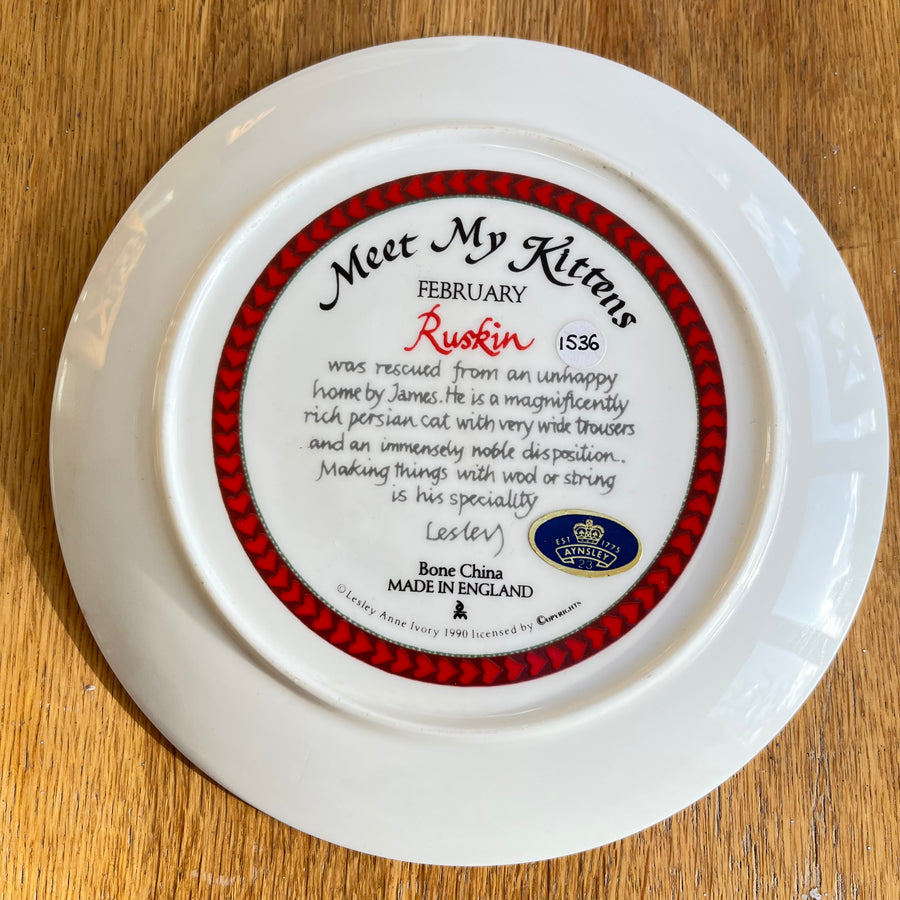 Meet My Kittens
FEBRUARY
Ruskin
1536
was rescued from an unhappy
home by James. He is a magnificently
rich persian cat with very wide trousers
and an immensely noble disposition.
Making things with wool or string
is his speciality
Lesley
EST 1775
AYNSLEY
23
Bone China
MADE IN ENGLAND
© Lesley Anne Ivory 1990 licensed by © OPYRIGHTS